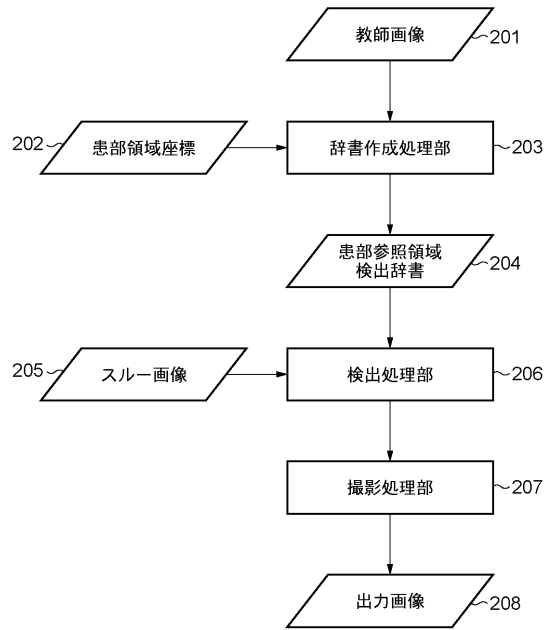 教師画像
201
202
患部領域座標
辞書作成処理部
203
患部参照領域
検出辞書
204
205
スルー画像
検出処理部
206
撮影処理部
207
出力画像
208